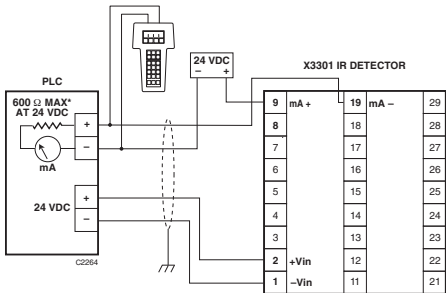 24 VDC
− +
X3301 IR DETECTOR
PLC
600 Ω MAX*
AT 24 VDC
+
−
mA
24 VDC
+
−
C2264
9 mA + 19 mA − 29
8 18 28
7 17 27
6 16 26
5 15 25
4 14 24
3 13 23
2 +Vin 12 22
1 −Vin 11 21